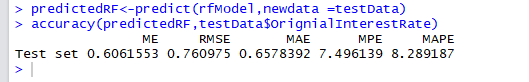 > predictedRF<-predict(rfModel,newdata =testData)
> accuracy(predictedRF,testData$OrignialInterestRate)
ME RMSE MAE MPE MAPE
Test set 0.6061553 0.760975 0.6578392 7.496139 8.289187
>